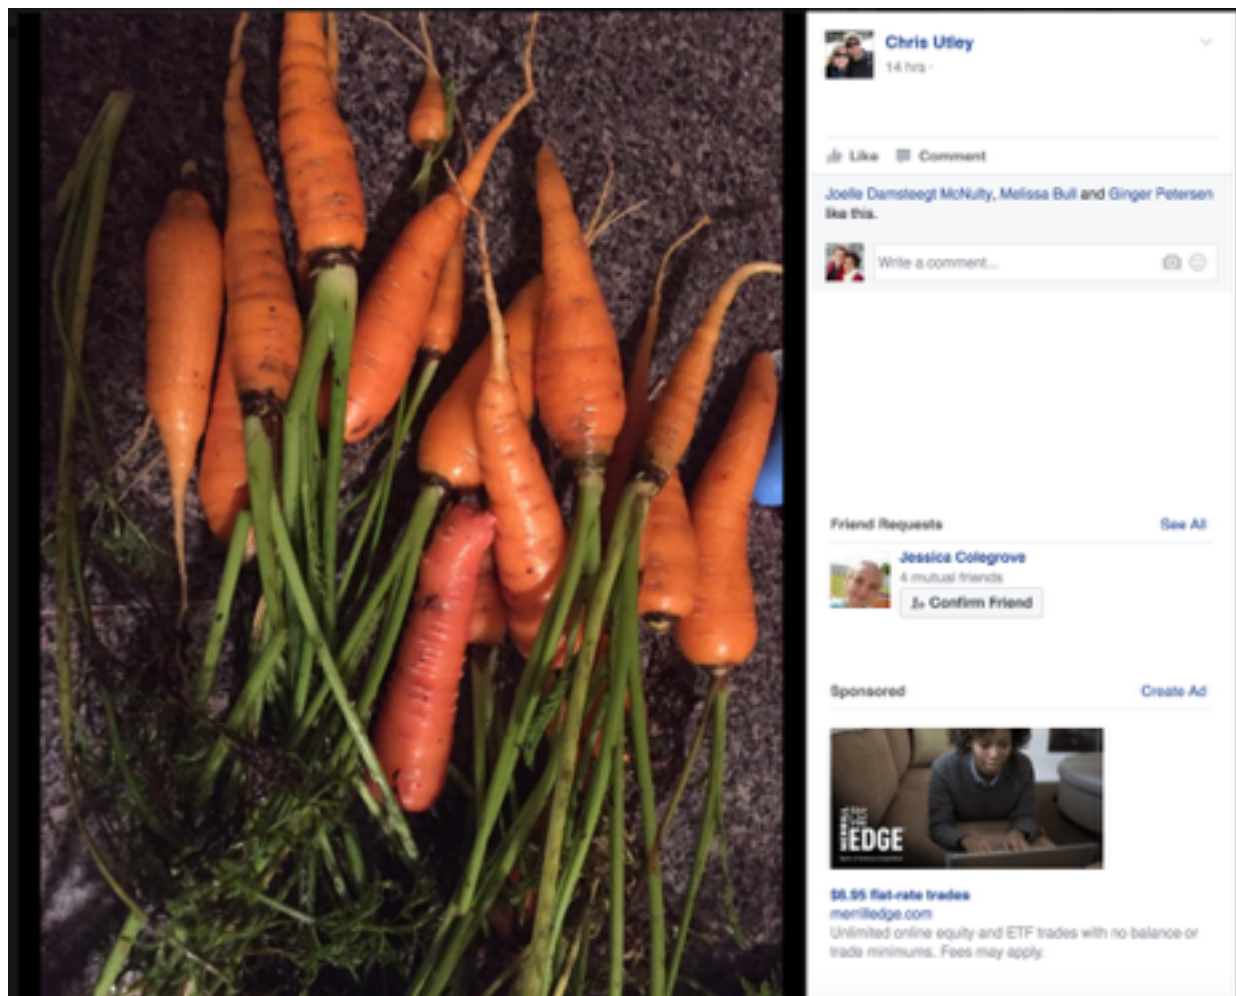 Chris Utley
14 hrs ·
Like Comment
Joelle Damsteegt McNulty, Melissa Bull and Ginger Petersen
like this.
Write a comment...
Friend Requests See All
Jessica Colegrove
4 mutual friends
Confirm Friend
Sponsored Create Ad
MERRILL
EDGE
$6.95 flat-rate trades
merrilledge.com
Unlimited online equity and ETF trades with no balance or
trade minimums. Fees may apply.